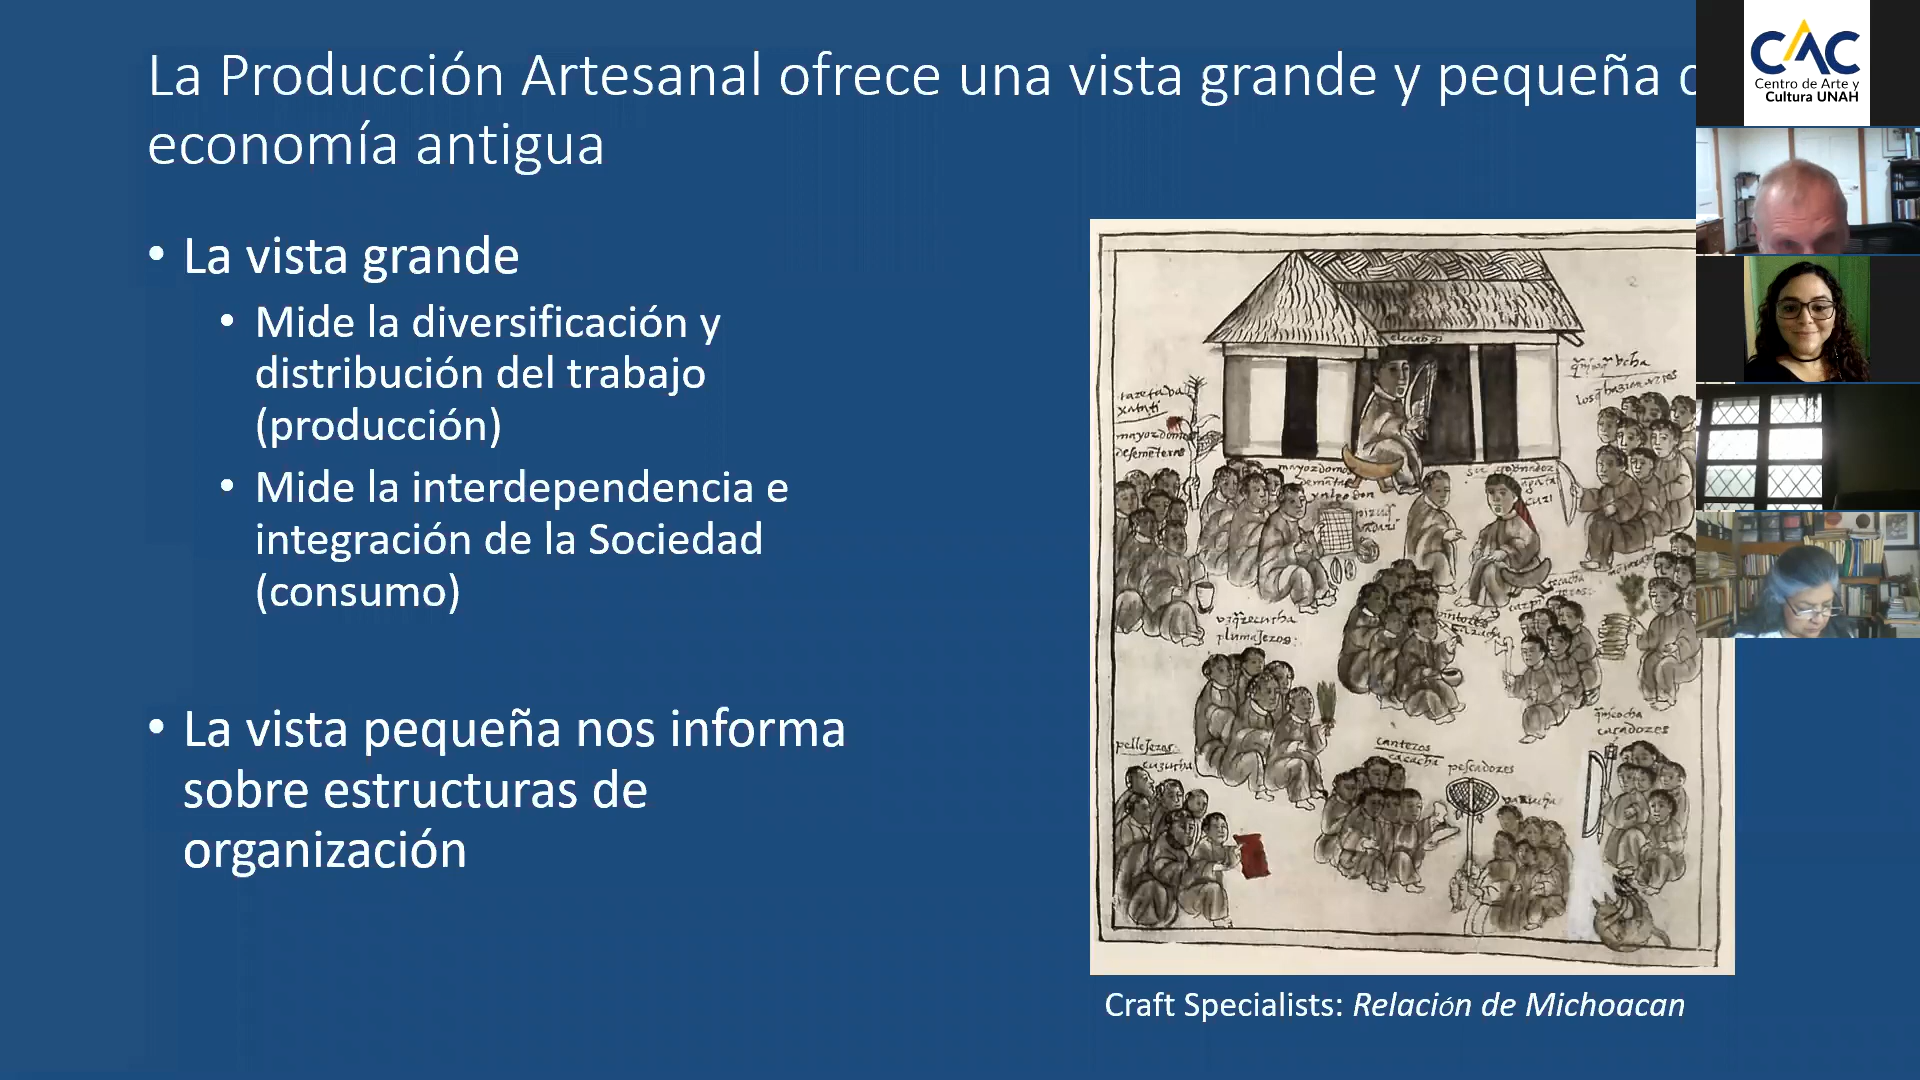 La Producción Artesanal ofrece una vista grande y pequeña
economía antigua
• La vista grande
• Mide la diversificación y
distribución del trabajo
(producción)
• Mide la interdependencia e
integración de la Sociedad
(consumo)
• La vista pequeña nos informa
sobre estructuras de
organización
pellejeros
cuzucha
canteros
cacacha
pescadores
Craft Specialists: Relación de Michoacan
CAC
Centro de Arte y
Cultura UNAH